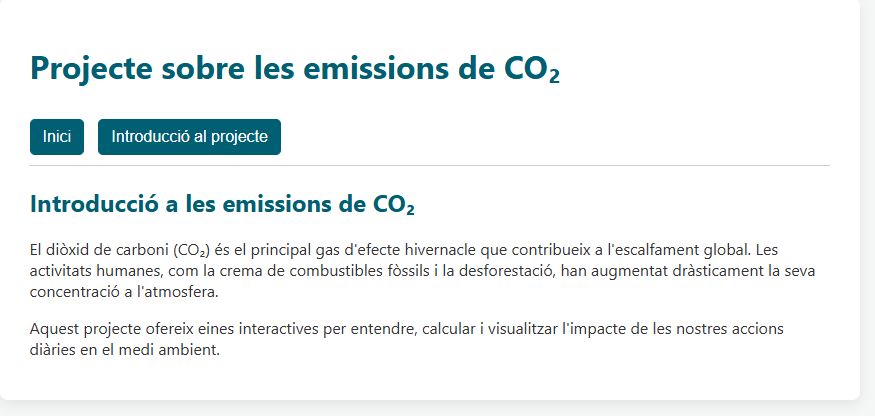 Projecte sobre les emissions de CO₂
Inici
Introducció al projecte
Introducció a les emissions de CO₂
El diòxid de carboni (CO₂) és el principal gas d'efecte hivernacle que contribueix a l'escalfament global. Les
activitats humanes, com la crema de combustibles fòssils i la desforestació, han augmentat dràsticament la seva
concentració a l'atmosfera.
Aquest projecte ofereix eines interactives per entendre, calcular i visualitzar l'impacte de les nostres accions
diàries en el medi ambient.